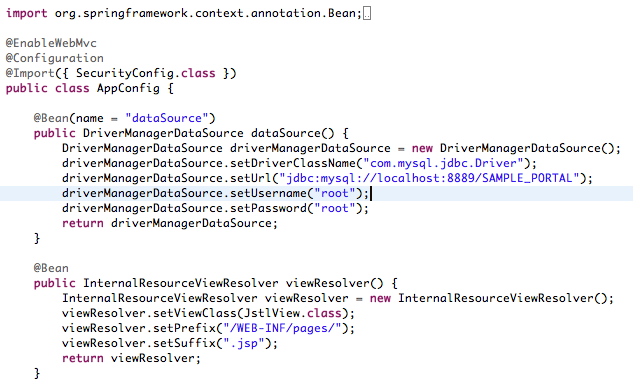 import org.springframework.context.annotation.Bean;
@EnableWebMvc
@Configuration
@Import({ SecurityConfig.class })
public class AppConfig {
@Bean(name = "dataSource")
public DriverManagerDataSource dataSource() {
DriverManagerDataSource driverManagerDataSource = new DriverManagerDataSource();
driverManagerDataSource.setDriverClassName("com.mysql.jdbc.Driver");
driverManagerDataSource.setUrl("jdbc:mysql://localhost:8889/SAMPLE_PORTAL");
driverManagerDataSource.setUsername("root");
driverManagerDataSource.setPassword("root");
return driverManagerDataSource;
}
@Bean
public InternalResourceViewResolver viewResolver() {
InternalResourceViewResolver viewResolver = new InternalResourceViewResolver();
viewResolver.setViewClass(JstlView.class);
viewResolver.setPrefix("/WEB-INF/pages/");
viewResolver.setSuffix(".jsp");
return viewResolver;
}